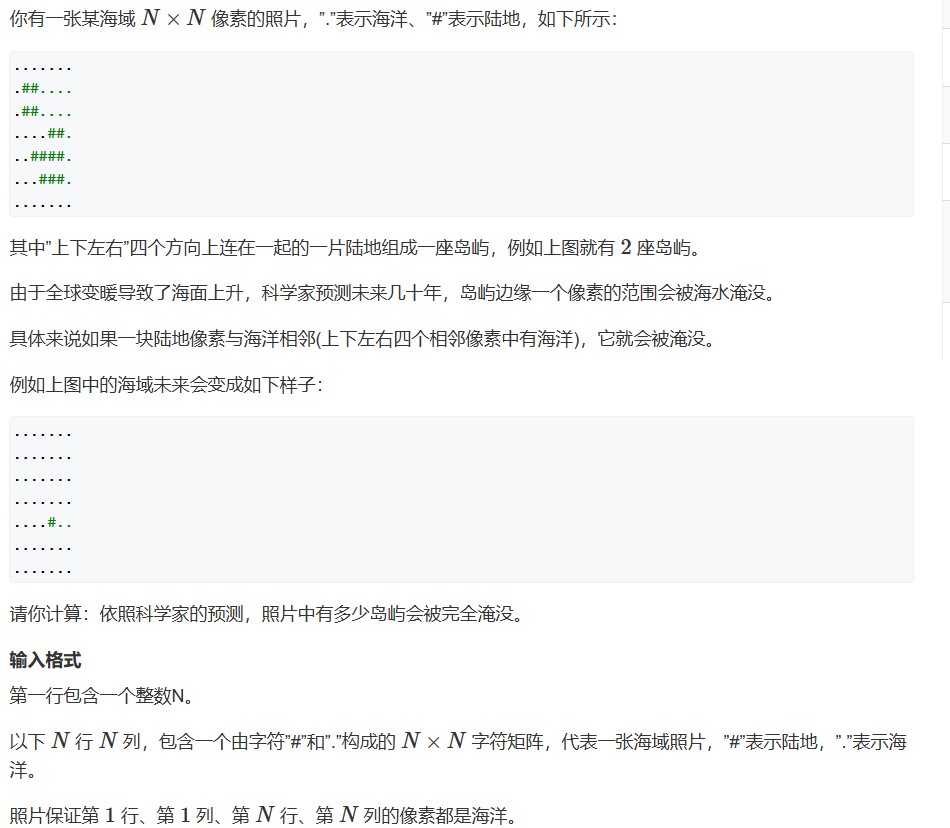 你有一张某海域 N × N 像素的照片，"."表示海洋、"#"表示陆地，如下所示：
.......
.##....
.##....
....##.
..####.
...###.
.......
其中"上下左右"四个方向上连在一起的一片陆地组成一座岛屿，例如上图就有 2 座岛屿。
由于全球变暖导致了海面上升，科学家预测未来几十年，岛屿边缘一个像素的范围会被海水淹没。
具体来说如果一块陆地像素与海洋相邻(上下左右四个相邻像素中有海洋)，它就会被淹没。
例如上图中的海域未来会变成如下样子：
.......
.......
.......
.......
....#..
.......
.......
请你计算：依照科学家的预测，照片中有多少岛屿会被完全淹没。
输入格式
第一行包含一个整数N。
以下 N 行 N 列，包含一个由字符"#"和"."构成的 N × N 字符矩阵，代表一张海域照片，"#"表示陆地，"."表示海
洋。
照片保证第 1 行、第 1 列、第 N 行、第 N 列的像素都是海洋。